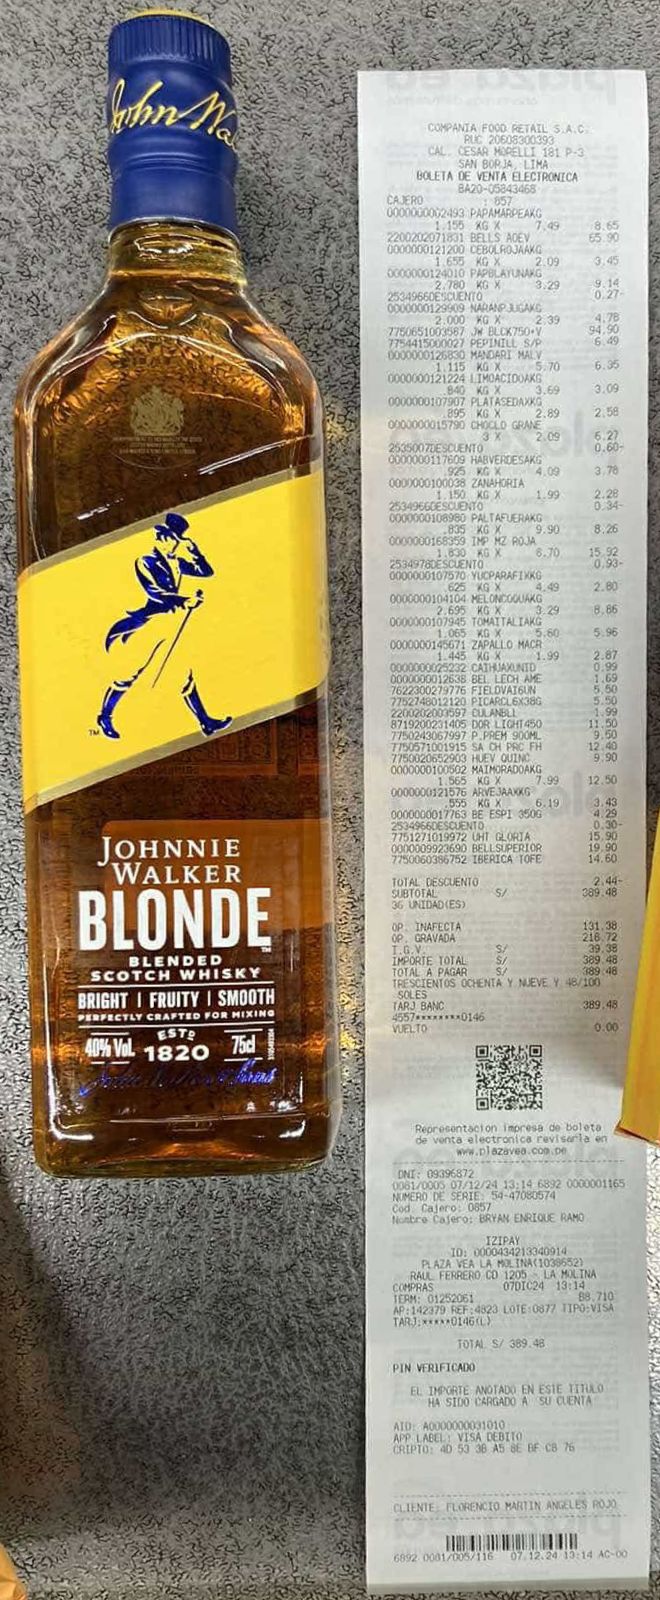 John Wa
JOHNNIE
WALKER
BLONDE
BLENDED
SCOTCH WHISKY
BRIGHT | FRUITY | SMOOTH
PERFECTLY CRAFTED FOR MIXING
40% Vol. ESTD 1820 75cl
COMPANIA FOOD RETAIL S.A.C.
RUC 20608300393
CAL. CESAR MORELLI 181 P-3
SAN BORJA, LIMA
BOLETA DE VENTA ELECTRONICA
BA20-05843468
CAJERO : 857
0000000002493 PAPAMARPEAKG
1.155 KG X 7.49 8.65
2200202071831 BELLS AOEV 65.90
0000000121200 CEBOLROJAAKG
1.655 KG X 2.09 3.45
0000000124010 PAPBLAYUNAKG
2.780 KG X 3.29 9.14
2534966DESCUENTO 0.27-
0000000129909 NARANPJUGAKG
2.000 KG X 2.39 4.78
7750651003587 JW BLCK750+V 94.90
7754415000027 PEPINILL S/P 6.49
0000000126830 MANDARI MALV
1.115 KG X 5.70 6.35
0000000121224 LIMOACIDOAKG
.840 KG X 3.69 3.09
0000000107907 PLATASEDAXKG
.895 KG X 2.89 2.58
0000000015790 CHOCLO GRANE
3 X 2.09 6.27
2535007DESCUENTO 0.60-
0000000117609 HABVERDESAKG
.925 KG X 4.09 3.78
0000000100038 ZANAHORIA
1.150 KG X 1.99 2.28
2534966DESCUENTO 0.34-
0000000108980 PALTAFUERAKG
.835 KG X 9.90 8.26
0000000168359 IMP MZ ROJA
1.830 KG X 8.70 15.92
2534978DESCUENTO 0.93-
0000000107570 YUCPARAFIXKG
.625 KG X 4.49 2.80
0000000104104 MELONCOQUAKG
2.695 KG X 3.29 8.86
0000000107945 TOMAITALIAKG
1.065 KG X 5.60 5.96
0000000145671 ZAPALLO MACR
1.445 KG X 1.99 2.87
0000000025232 CAIHUAXUNID 0.99
0000000012638 BEL LECH AME 1.69
7622300279776 FIELDVAI6UN 5.50
7752748012120 PICARCL6X38G 5.50
2200202003597 CULANBLL 1.99
8719200231405 DOR LIGHT450 11.50
7750243067997 P.PREM 900ML 9.50
7750571001915 SA CH PRC FH 12.40
7750020652903 HUEV QUINC 9.90
0000000100502 MAIMORADOAKG
1.565 KG X 7.99 12.50
0000000121576 ARVEJAAXKG
.555 KG X 6.19 3.43
0000000017763 BE ESPI 350G 4.29
2534966DESCUENTO 0.30-
7751271019972 UHT GLORIA 15.90
0000009923690 BELLSUPERIOR 19.90
7750060386752 IBERICA TOFE 14.60
TOTAL DESCUENTO 2.44-
SUBTOTAL S/ 389.48
36 UNIDAD(ES)
OP. INAFECTA 131.38
OP. GRAVADA 218.72
I.G.V. S/ 39.38
IMPORTE TOTAL S/ 389.48
TOTAL A PAGAR S/ 389.48
TRESCIENTOS OCHENTA Y NUEVE Y 48/100
SOLES
TARJ BANC 389.48
4557********0146
VUELTO 0.00
Representacion impresa de boleta
de venta electronica revisarla en
www.plazavea.com.pe
DNI: 09396872
0081/0005 07/12/24 13:14 6892 0000001165
NUMERO DE SERIE: 54-47080574
Cod. Cajero: 0857
Nombre Cajero: BRYAN ENRIQUE RAMO
IZIPAY
ID: 0000434213340914
PLAZA VEA LA MOLINA(1038652)
RAUL FERRERO CD 1205 - LA MOLINA
COMPRAS 07DIC24 13:14
TERM: 01252061 B8.710
AP:142379 REF:4823 LOTE:0877 TIPO:VISA
TARJ:*****0146(L)
TOTAL S/ 389.48
PIN VERIFICADO
EL IMPORTE ANOTADO EN ESTE TITULO
HA SIDO CARGADO A SU CUENTA
AID: A0000000031010
APP LABEL: VISA DEBITO
CRIPTO: 4D 53 3B A5 8E BF C8 76
CLIENTE: FLORENCIO MARTIN ANGELES ROJO
6892 0081/005/116 07.12.24 13:14 AC-00